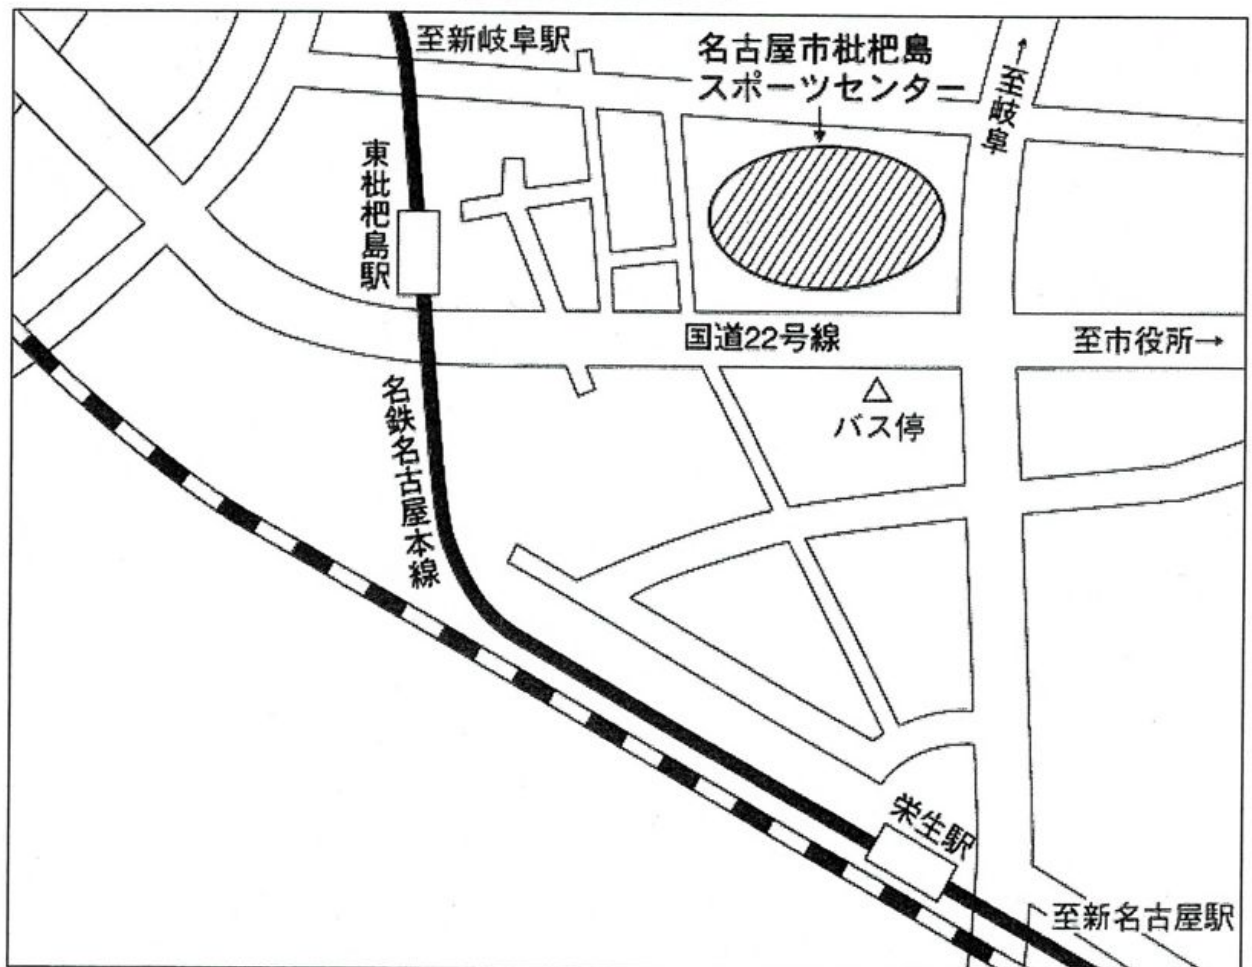 至新岐阜駅
名古屋市枇杷島
スポーツセンター
↑至岐阜
東枇杷島駅
国道22号線
至市役所→
バス停
名鉄名古屋本線
栄生駅
至新名古屋駅